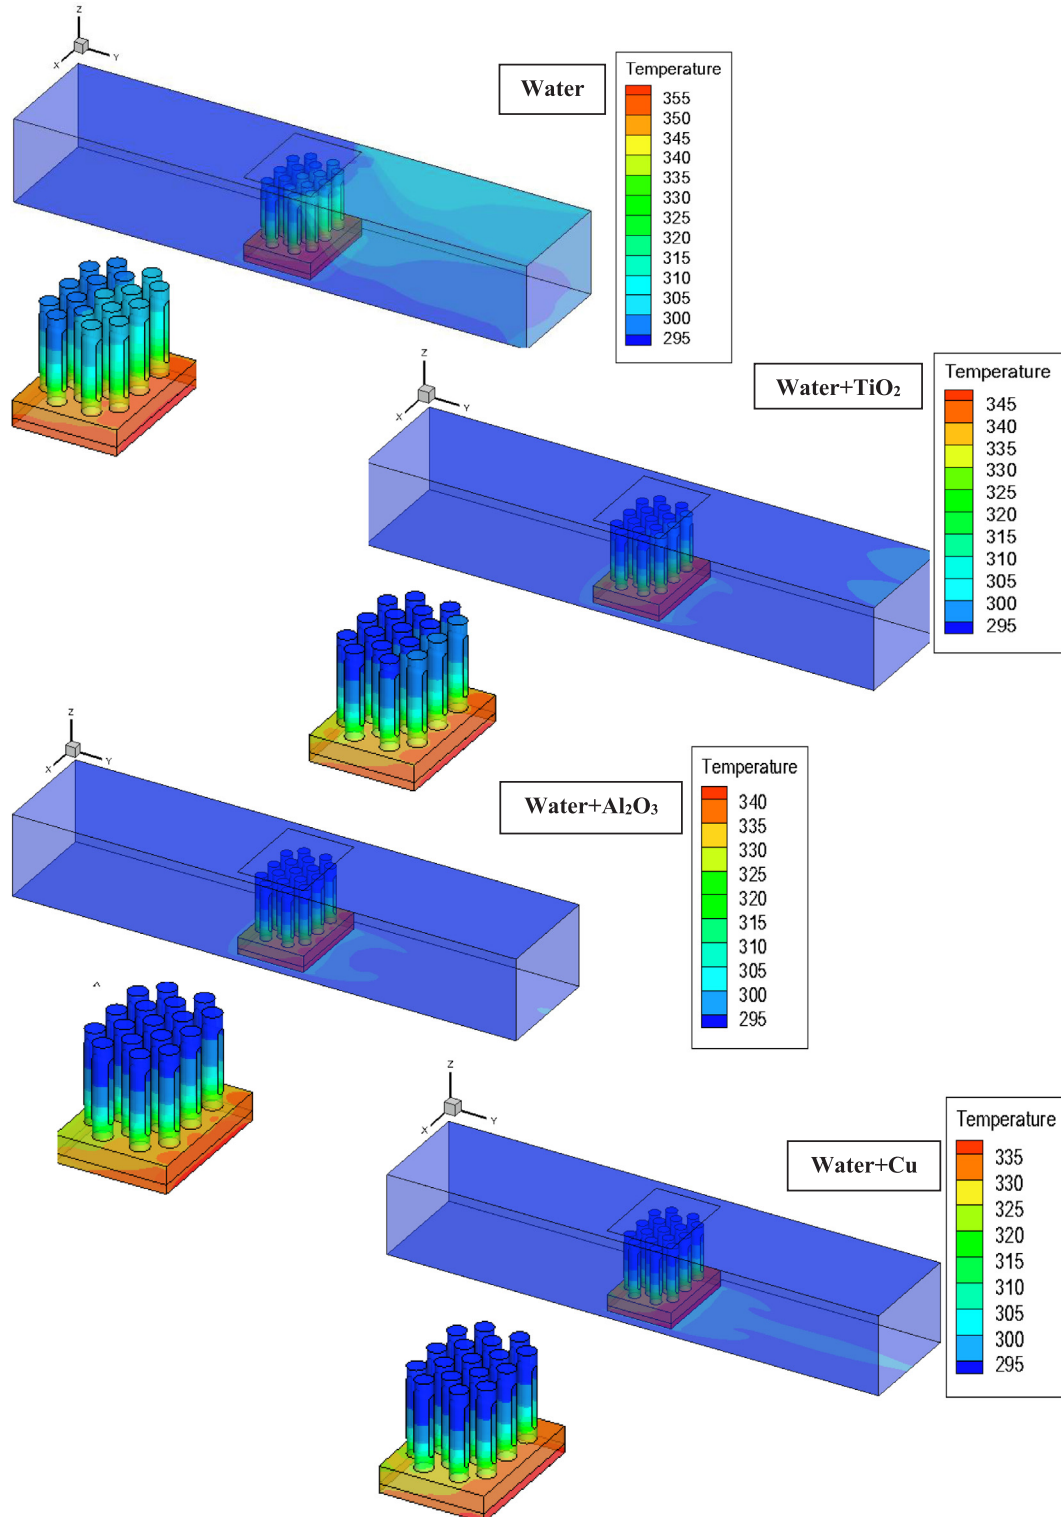 Z
X
Y
Water
Temperature
355
350
345
340
335
330
325
320
315
310
305
300
295
Z
X
Y
Water+TiO₂
Temperature
345
340
335
330
325
320
315
310
305
300
295
Z
X
Y
Water+Al₂O₃
Temperature
340
335
330
325
320
315
310
305
300
295
Z
X
Y
Water+Cu
Temperature
335
330
325
320
315
310
305
300
295